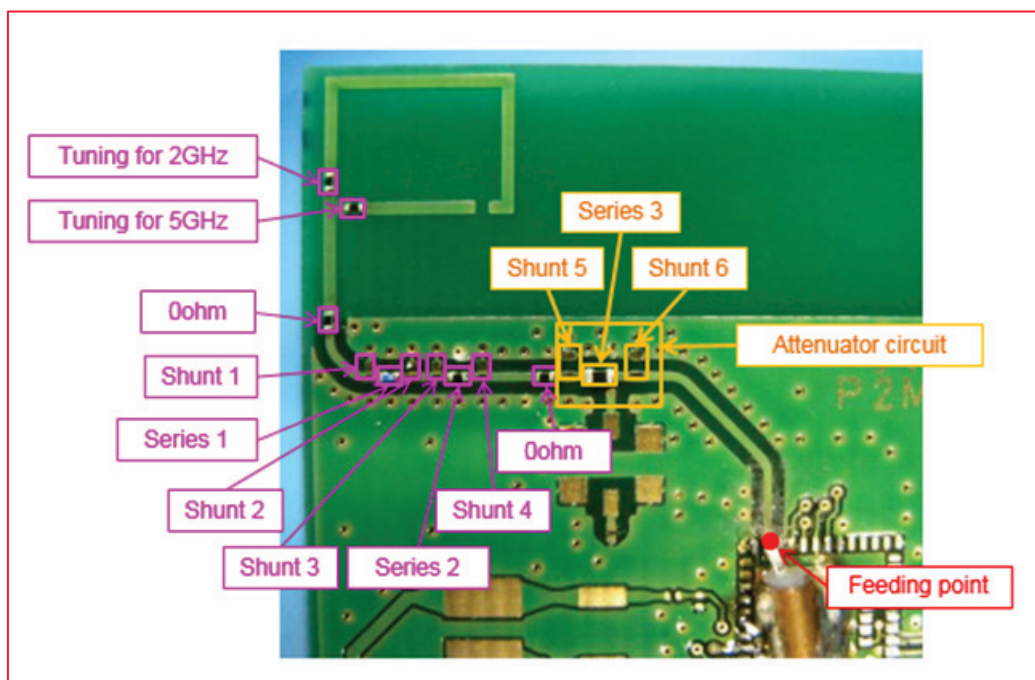 Tuning for 2GHz
Tuning for 5GHz
Series 3
Shunt 5
Shunt 6
0ohm
Attenuator circuit
Shunt 1
P2M
Series 1
0ohm
Shunt 2
Shunt 4
Shunt 3
Series 2
Feeding point